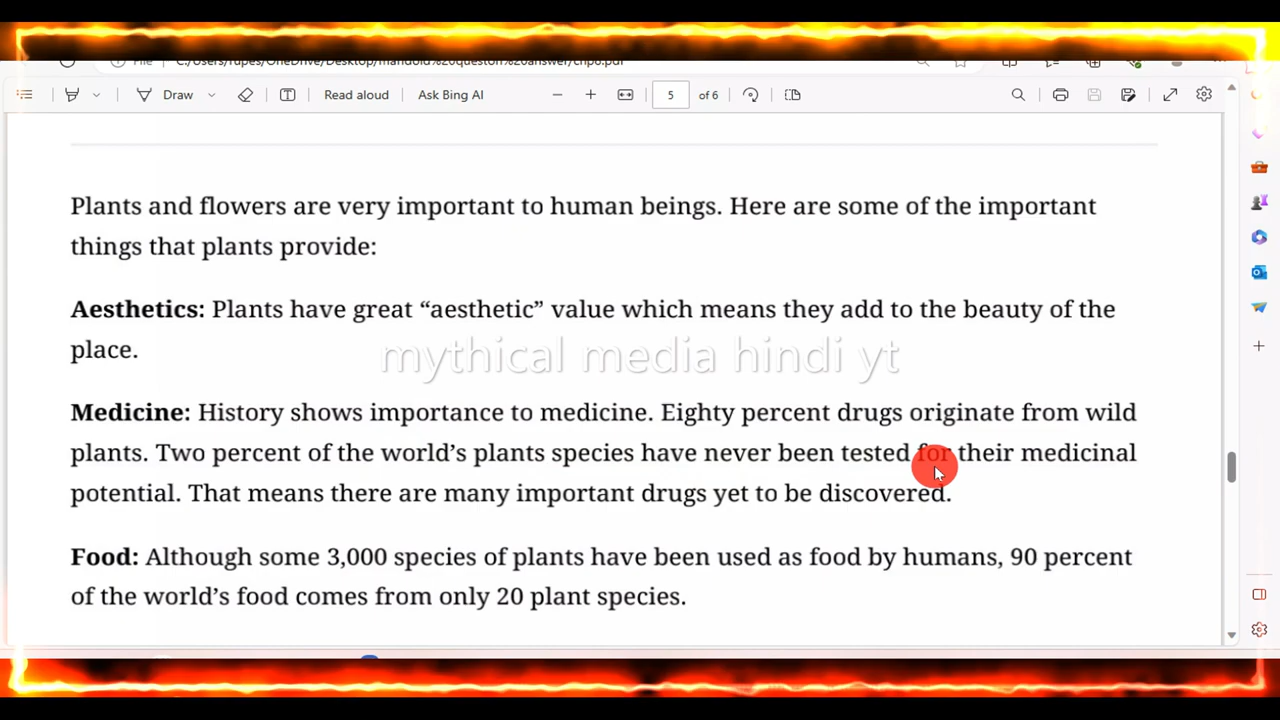 File C:/Users/rupes/OneDrive/Desktop/
Draw Read aloud Ask Bing AI 5 of 6
Plants and flowers are very important to human beings. Here are some of the important
things that plants provide:
Aesthetics: Plants have great “aesthetic” value which means they add to the beauty of the
place.
mythical media hindi yt
Medicine: History shows importance to medicine. Eighty percent drugs originate from wild
plants. Two percent of the world’s plants species have never been tested for their medicinal
potential. That means there are many important drugs yet to be discovered.
Food: Although some 3,000 species of plants have been used as food by humans, 90 percent
of the world’s food comes from only 20 plant species.